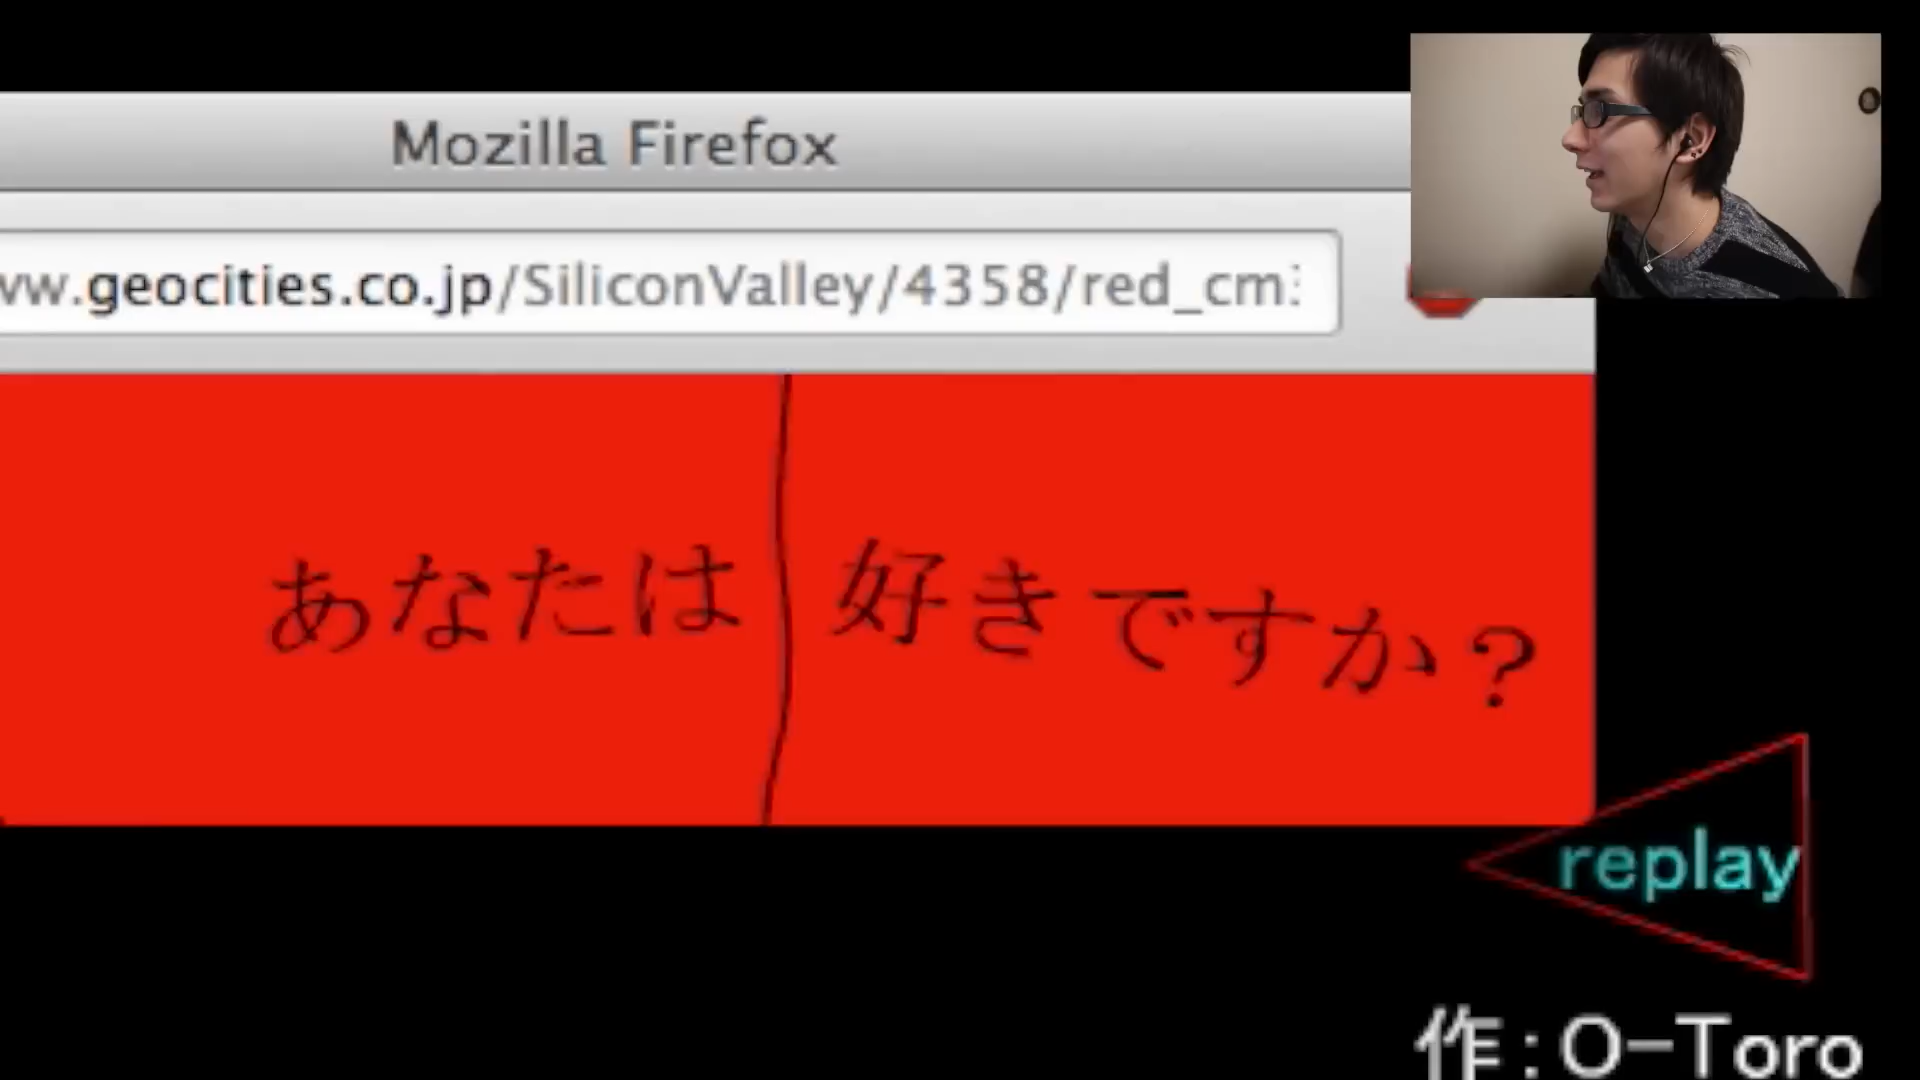 Mozilla Firefox
ww.geocities.co.jp/SiliconValley/4358/red_cm
あなたは 好きですか？
replay
作：O-Toro